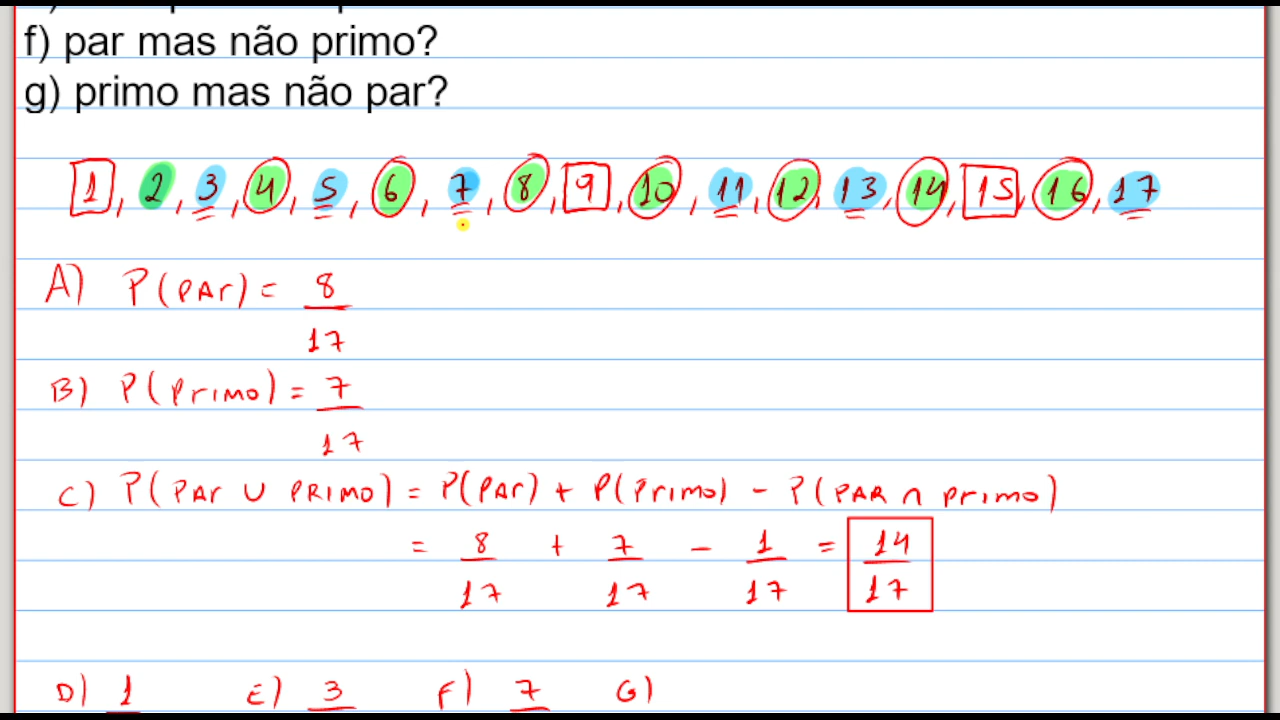 f) par mas não primo?
g) primo mas não par?
1, 2, 3, 4, 5, 6, 7, 8, 9, 10, 11, 12, 13, 14, 15, 16, 17
A) P(PAr) = 8/17
B) P(PrImO) = 7/17
C) P(PAr ∪ PRImO) = P(PAr) + P(PrImO) - P(PAR ∩ PrImO)
= 8/17 + 7/17 - 1/17 = 14/17
D) 1 E) 3 F) 7 G)